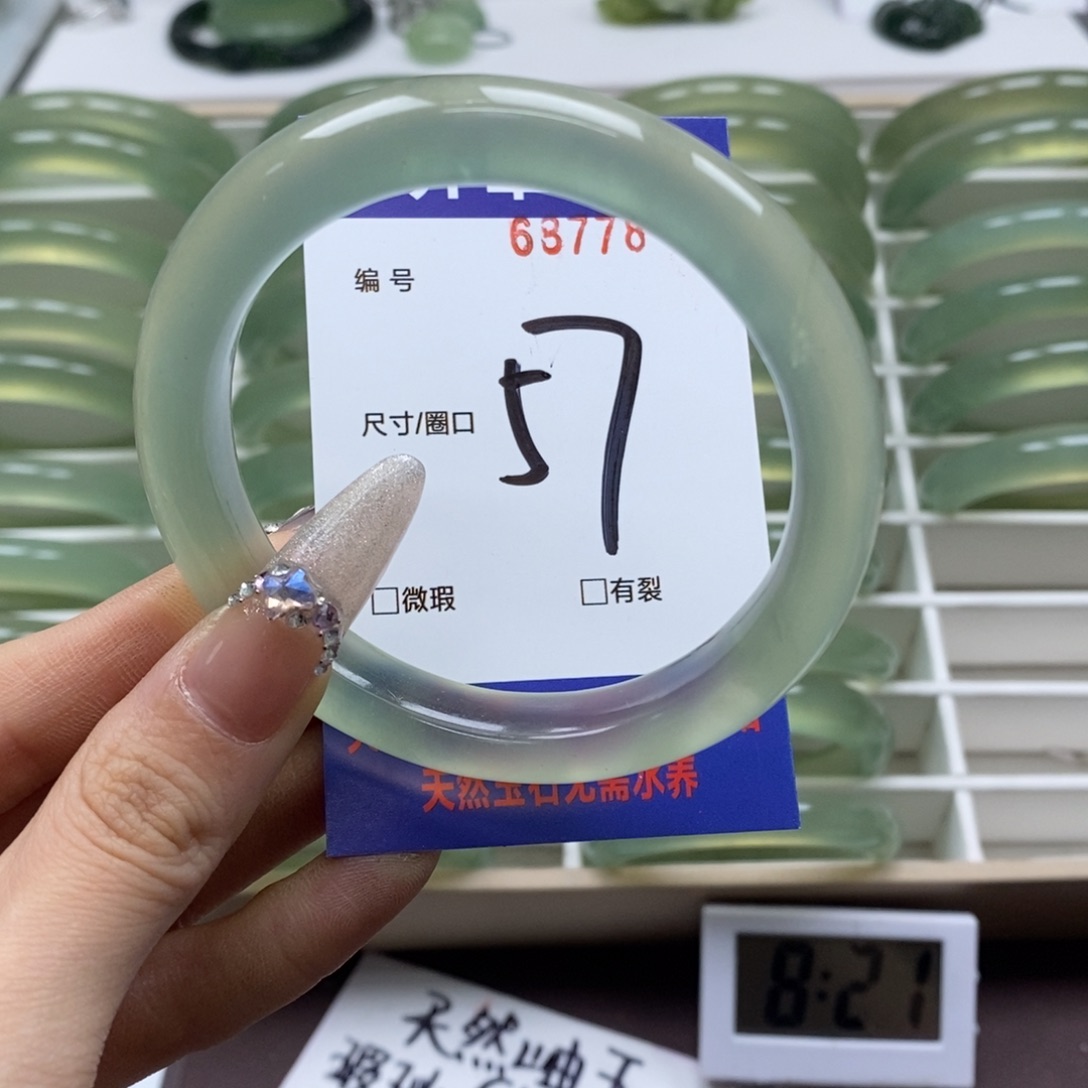 68778
编号
尺寸/圈口
57
□微瑕
□有裂
天然玉石无需水养
8:21
天然岫玉